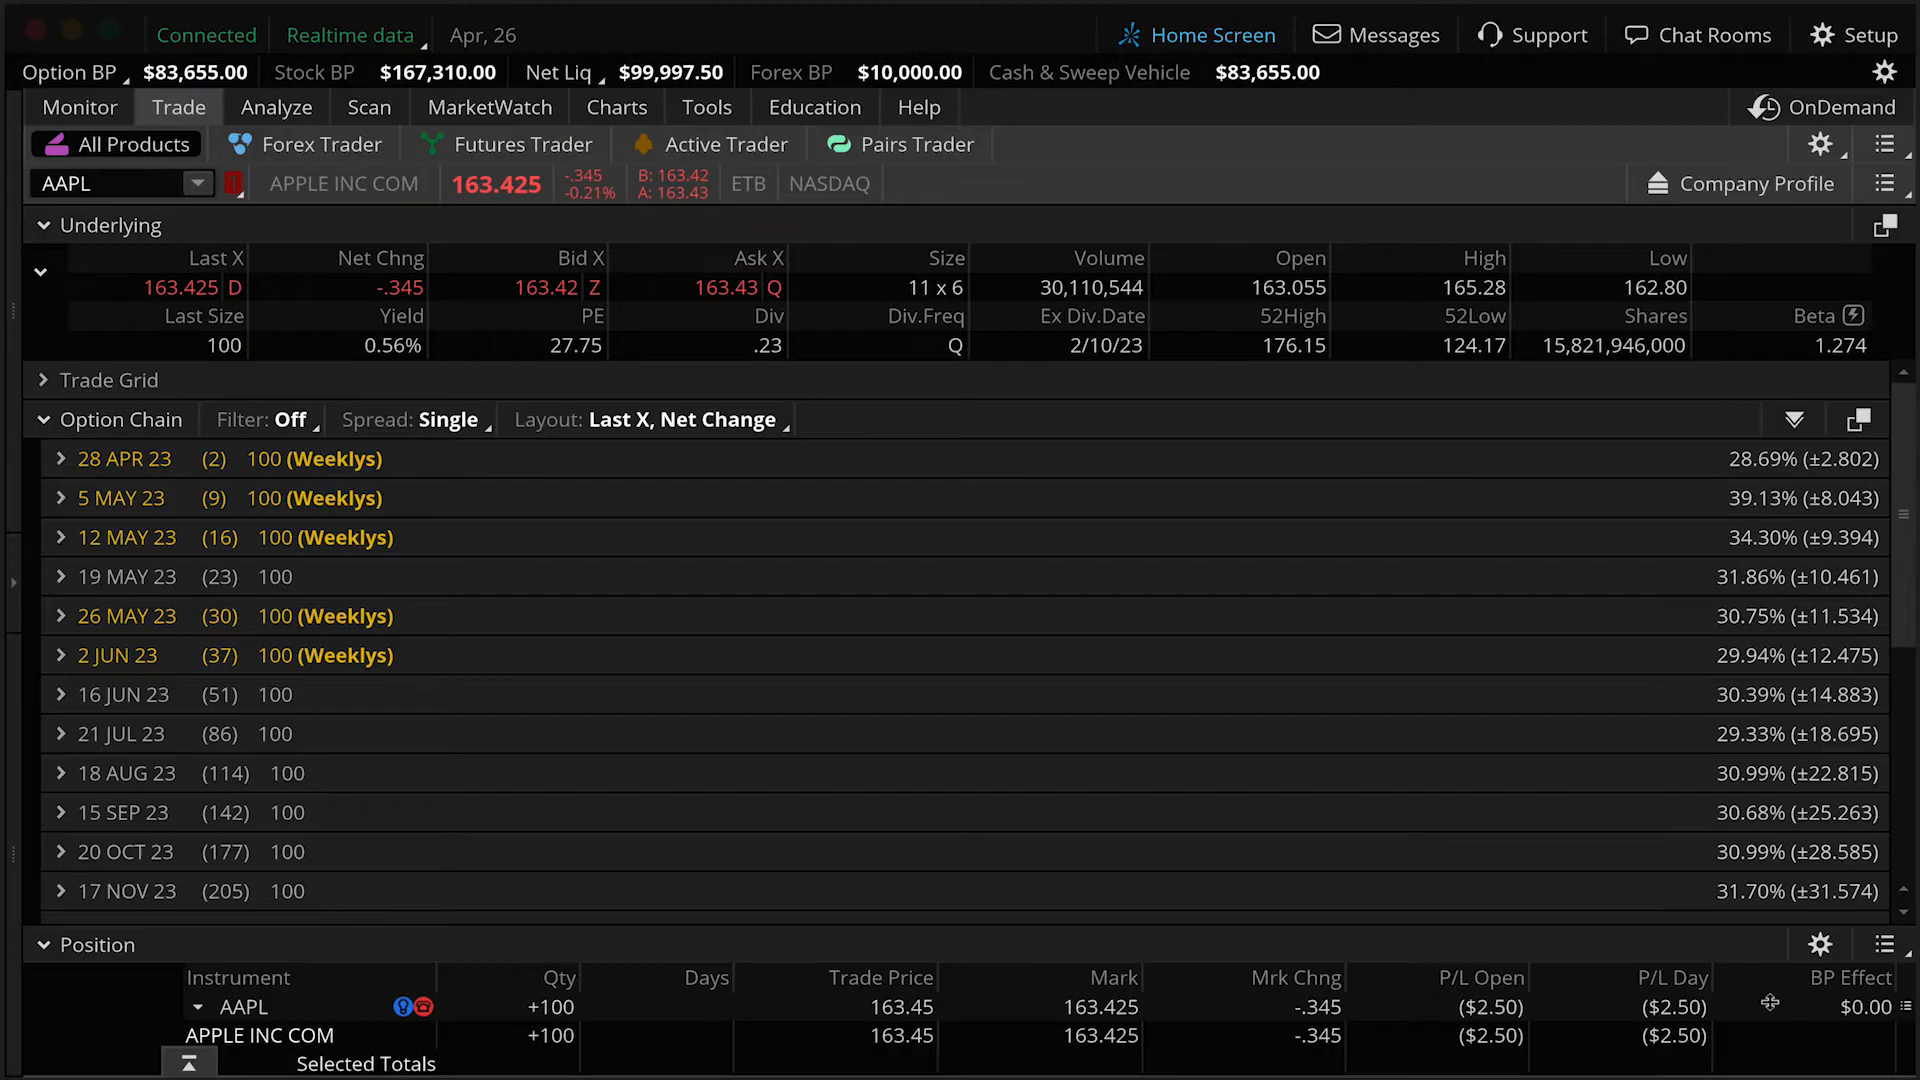 Connected Realtime data Apr, 26 Home Screen Messages Support Chat Rooms Setup
Option BP $83,655.00 Stock BP $167,310.00 Net Liq $99,997.50 Forex BP $10,000.00 Cash & Sweep Vehicle $83,655.00
Monitor Trade Analyze Scan MarketWatch Charts Tools Education Help OnDemand
All Products Forex Trader Futures Trader Active Trader Pairs Trader
AAPL 1 APPLE INC COM 163.425 -.345 -0.21% B: 163.42 A: 163.43 ETB NASDAQ Company Profile
Underlying
Last X Net Chng Bid X Ask X Size Volume Open High Low
163.425 D -.345 163.42 Z 163.43 Q 11 x 6 30,110,544 163.055 165.28 162.80
Last Size Yield PE Div Div.Freq Ex Div.Date 52High 52Low Shares Beta
100 0.56% 27.75 .23 Q 2/10/23 176.15 124.17 15,821,946,000 1.274
Trade Grid
Option Chain Filter: Off Spread: Single Layout: Last X, Net Change
28 APR 23 (2) 100 (Weeklys) 28.69% (±2.802)
5 MAY 23 (9) 100 (Weeklys) 39.13% (±8.043)
12 MAY 23 (16) 100 (Weeklys) 34.30% (±9.394)
19 MAY 23 (23) 100 31.86% (±10.461)
26 MAY 23 (30) 100 (Weeklys) 30.75% (±11.534)
2 JUN 23 (37) 100 (Weeklys) 29.94% (±12.475)
16 JUN 23 (51) 100 30.39% (±14.883)
21 JUL 23 (86) 100 29.33% (±18.695)
18 AUG 23 (114) 100 30.99% (±22.815)
15 SEP 23 (142) 100 30.68% (±25.263)
20 OCT 23 (177) 100 30.99% (±28.585)
17 NOV 23 (205) 100 31.70% (±31.574)
Position
Instrument Qty Days Trade Price Mark Mrk Chng P/L Open P/L Day BP Effect
AAPL +100 163.45 163.425 -.345 ($2.50) ($2.50) $0.00
APPLE INC COM +100 163.45 163.425 -.345 ($2.50) ($2.50)
Selected Totals